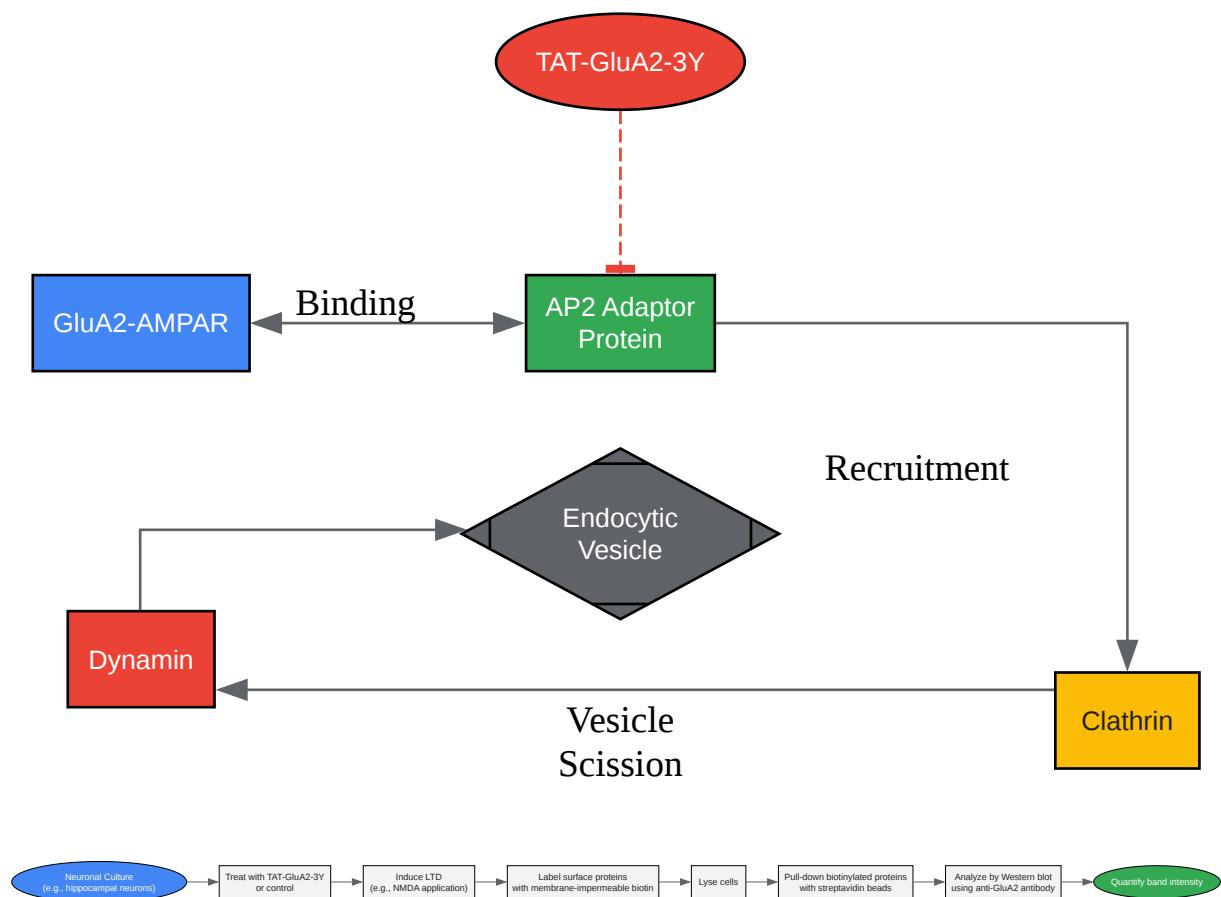 TAT-GluA2-3Y
GluA2-AMPAR
Binding
AP2 Adaptor
Protein
Recruitment
Endocytic
Vesicle
Dynamin
Clathrin
Vesicle
Scission
Neuronal Culture
(e.g., hippocampal neurons)
Treat with TAT-GluA2-3Y
or control
Induce LTD
(e.g., NMDA application)
Label surface proteins
with membrane-impermeable biotin
Lyse cells
Pull-down biotinylated proteins
with streptavidin beads
Analyze by Western blot
using anti-GluA2 antibody
Quantify band intensity